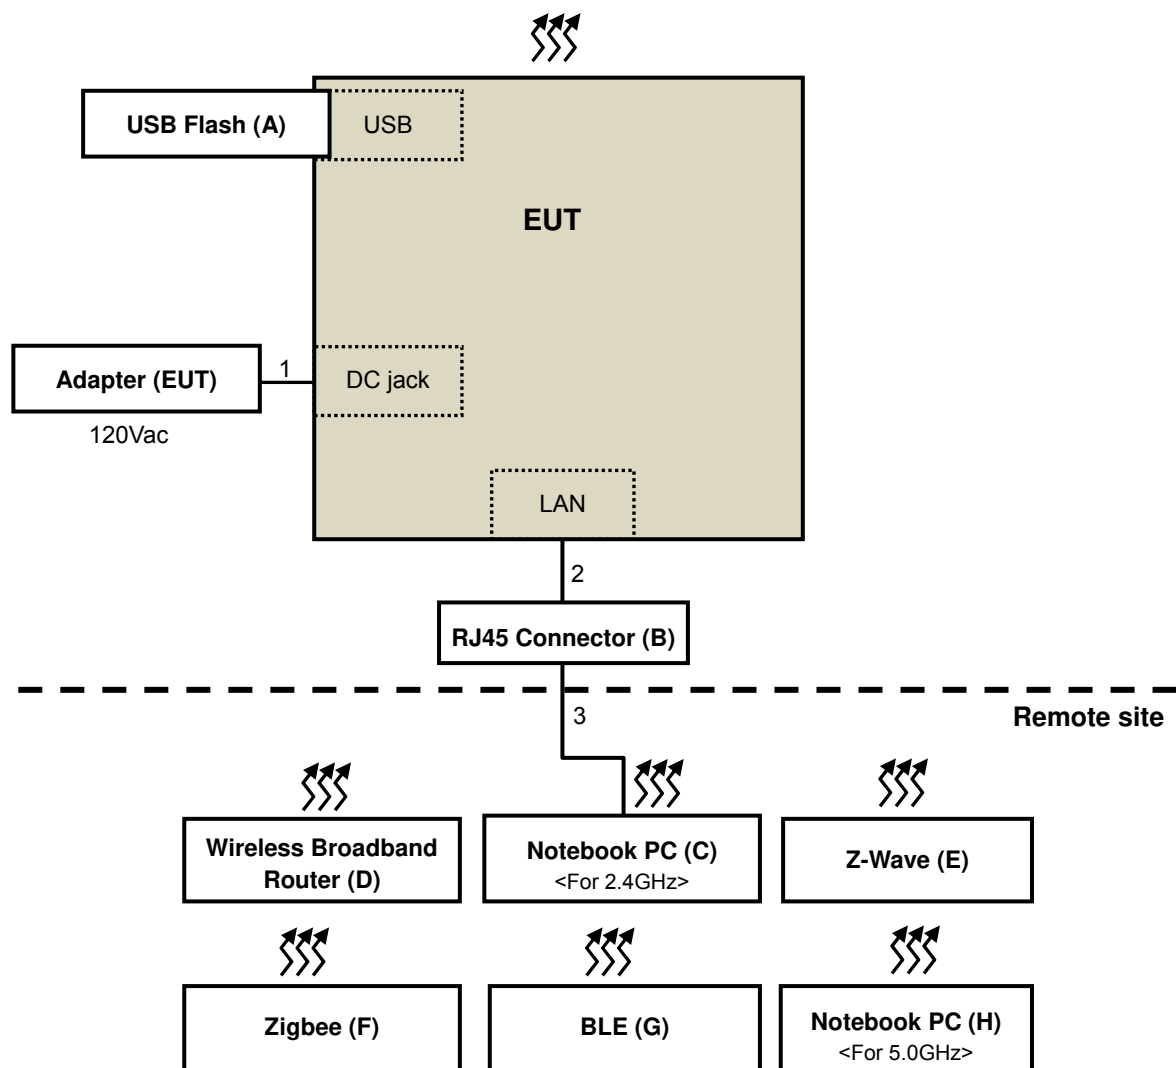 USB Flash (A)
USB
EUT
Adapter (EUT)
1
DC jack
120Vac
LAN
2
RJ45 Connector (B)
3
Remote site
Wireless Broadband
Router (D)
Notebook PC (C)
<For 2.4GHz>
Z-Wave (E)
Zigbee (F)
BLE (G)
Notebook PC (H)
<For 5.0GHz>